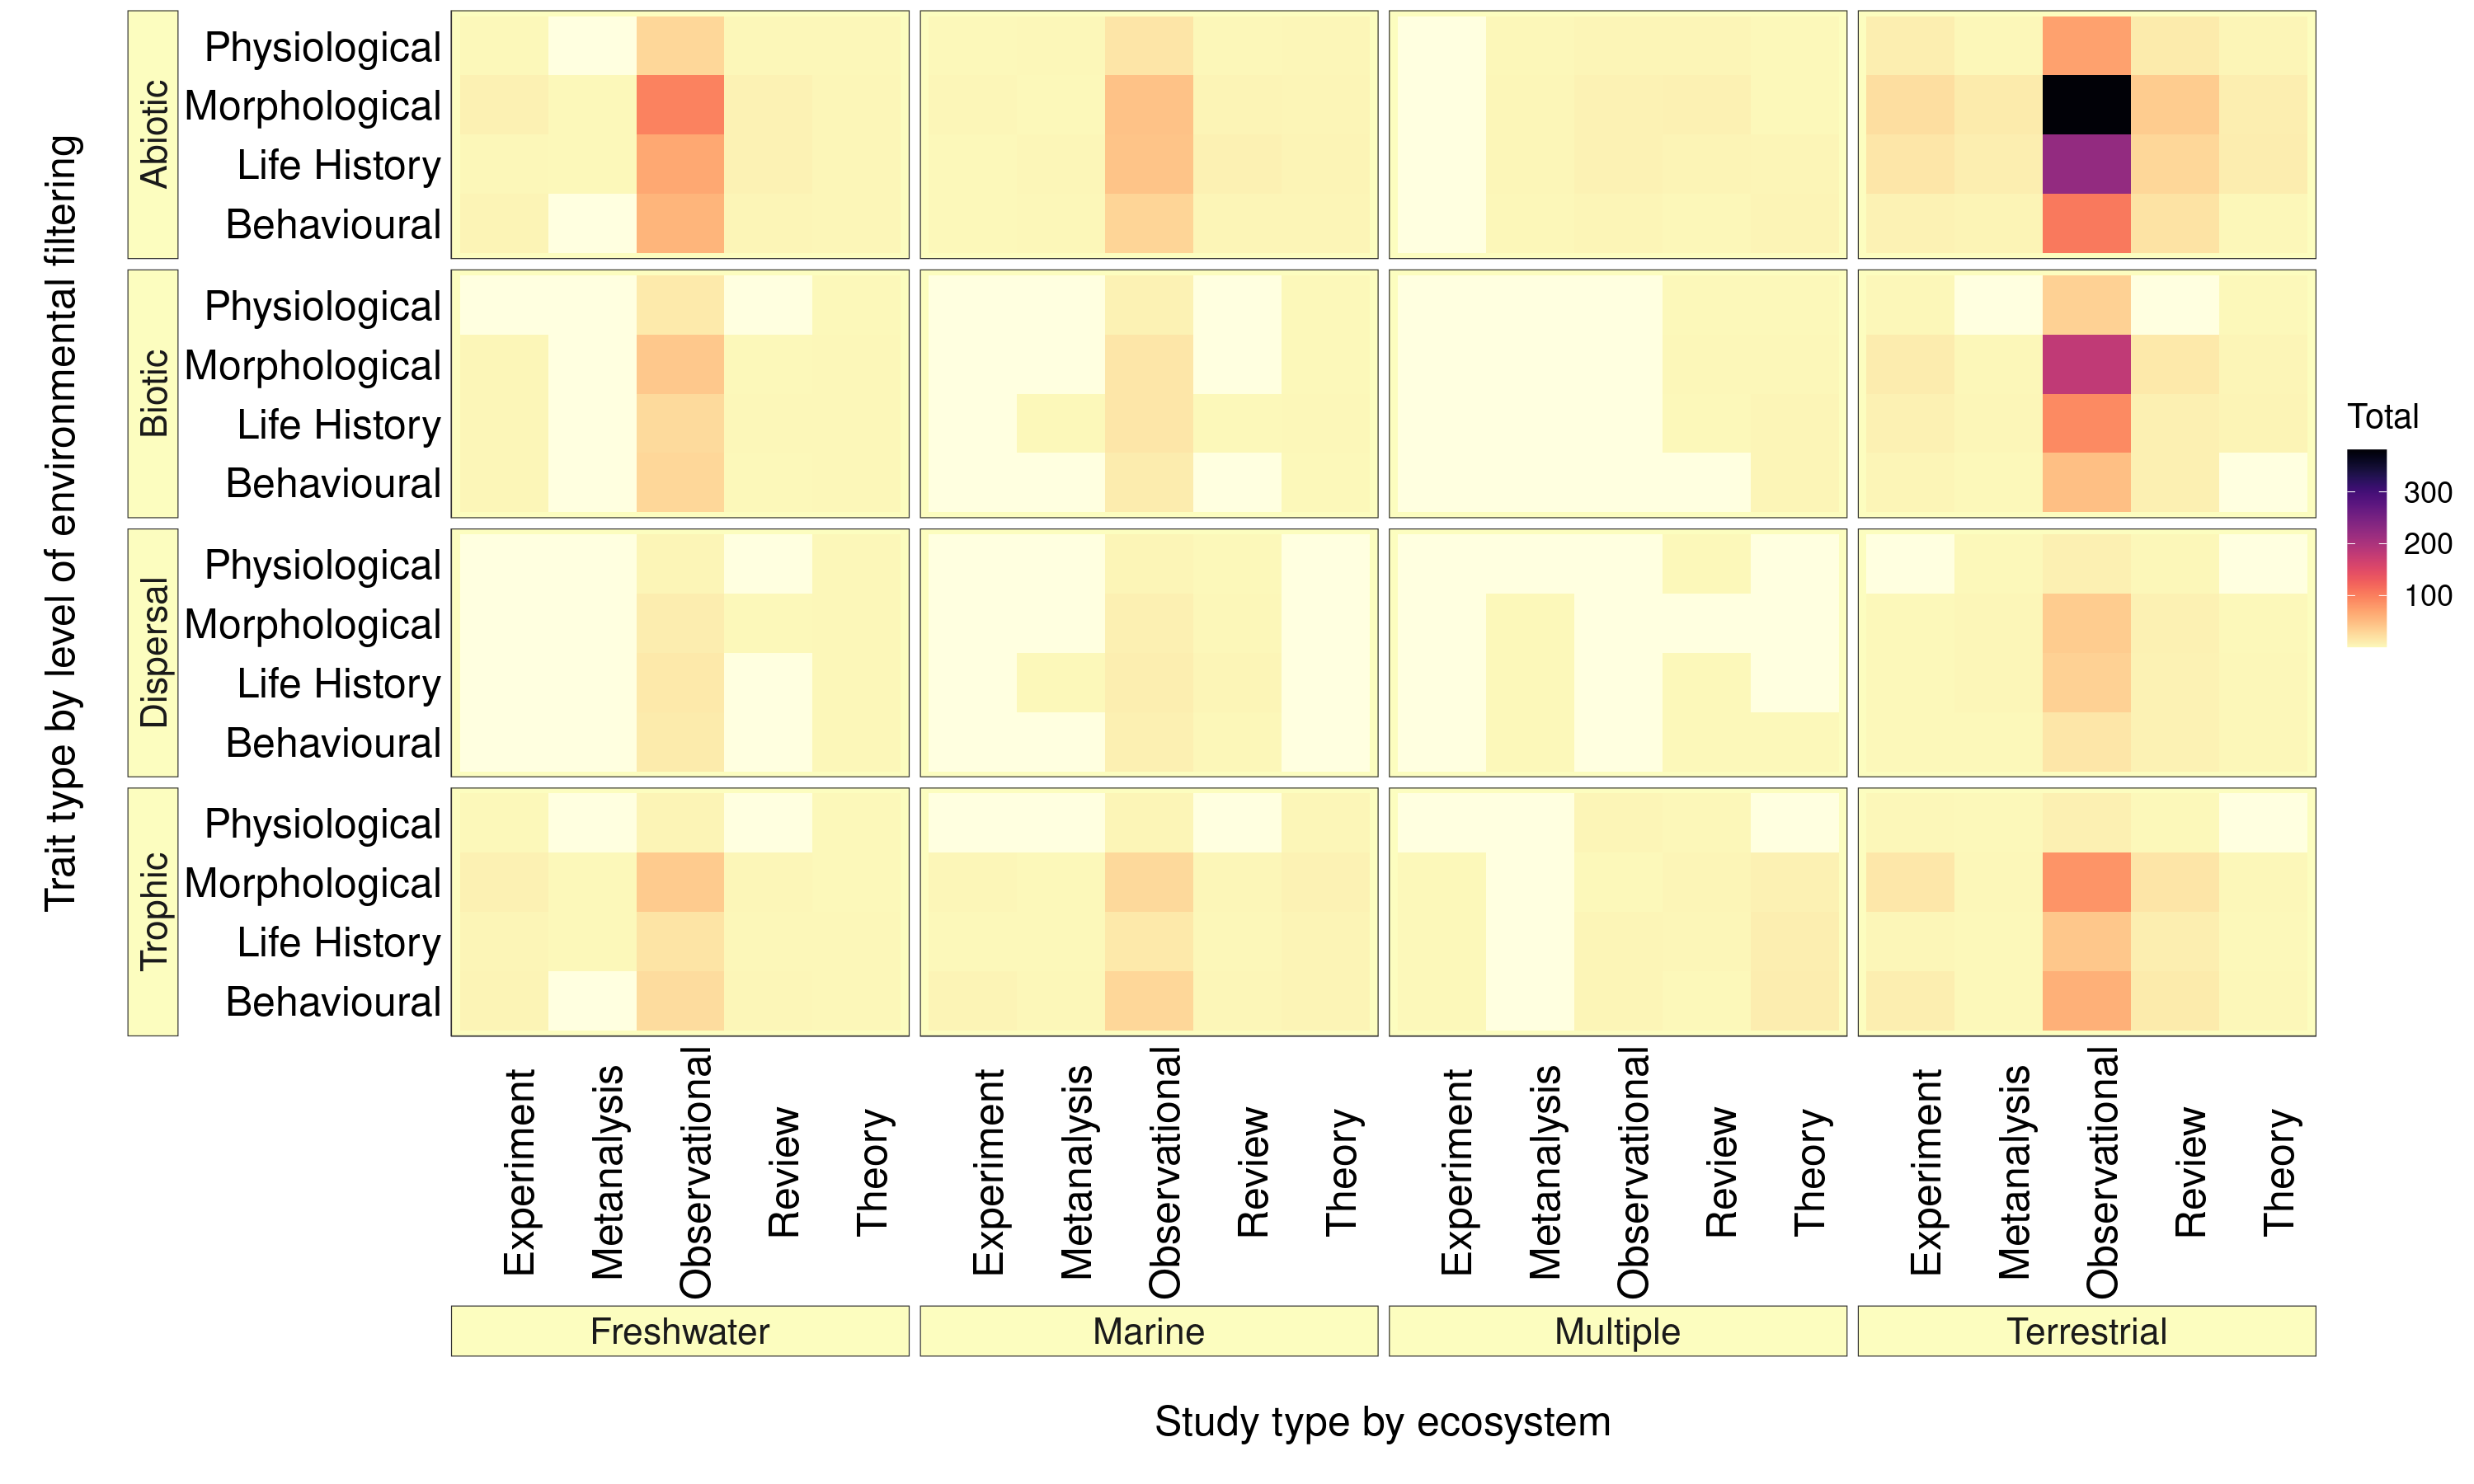 Trait type by level of environmental filtering
Abiotic
Physiological
Morphological
Life History
Behavioural
Biotic
Physiological
Morphological
Life History
Behavioural
Dispersal
Physiological
Morphological
Life History
Behavioural
Trophic
Physiological
Morphological
Life History
Behavioural
Experiment
Metanalysis
Observational
Review
Theory
Experiment
Metanalysis
Observational
Review
Theory
Experiment
Metanalysis
Observational
Review
Theory
Experiment
Metanalysis
Observational
Review
Theory
Freshwater
Marine
Multiple
Terrestrial
Study type by ecosystem
Total
300
200
100